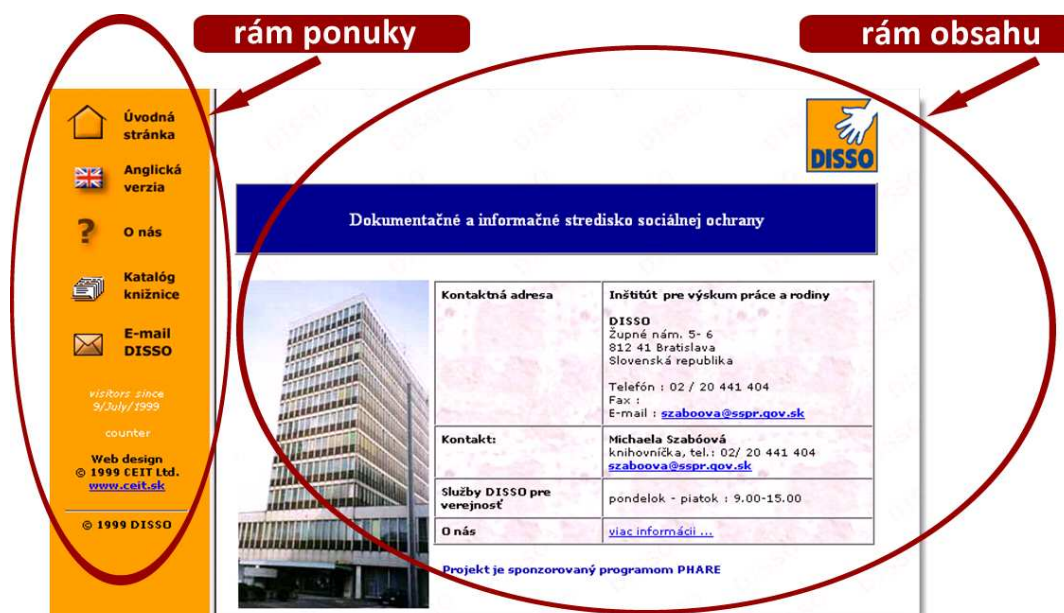 rám ponuky
rám obsahu
Úvodná
stránka
Anglická
verzia
O nás
Katalóg
knižnice
E-mail
DISSO
visitors since
9/July/1999
counter
Web design
© 1999 CEIT Ltd.
www.ceit.sk
© 1999 DISSO
DISSO
Dokumentačné a informačné stredisko sociálnej ochrany
Kontaktná adresa
Inštitút pre výskum práce a rodiny
DISSO
Župné nám. 5- 6
812 41 Bratislava
Slovenská republika
Telefón : 02 / 20 441 404
Fax :
E-mail : szaboova@sspr.gov.sk
Kontakt:
Michaela Szabóová
knihovníčka, tel.: 02/ 20 441 404
szaboova@sspr.gov.sk
Služby DISSO pre
verejnosť
pondelok - piatok : 9.00-15.00
O nás
viac informácii ...
Projekt je sponzorovaný programom PHARE